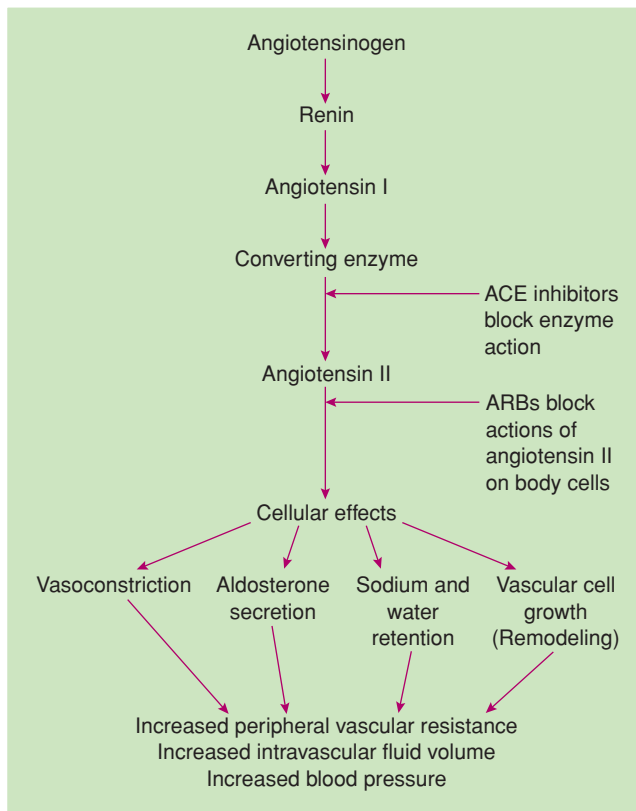 Angiotensinogen
Renin
Angiotensin I
Converting enzyme
ACE inhibitors
block enzyme
action
Angiotensin II
ARBs block
actions of
angiotensin II
on body cells
Cellular effects
Vasoconstriction
Aldosterone
secretion
Sodium and
water
retention
Vascular cell
growth
(Remodeling)
Increased peripheral vascular resistance
Increased intravascular fluid volume
Increased blood pressure